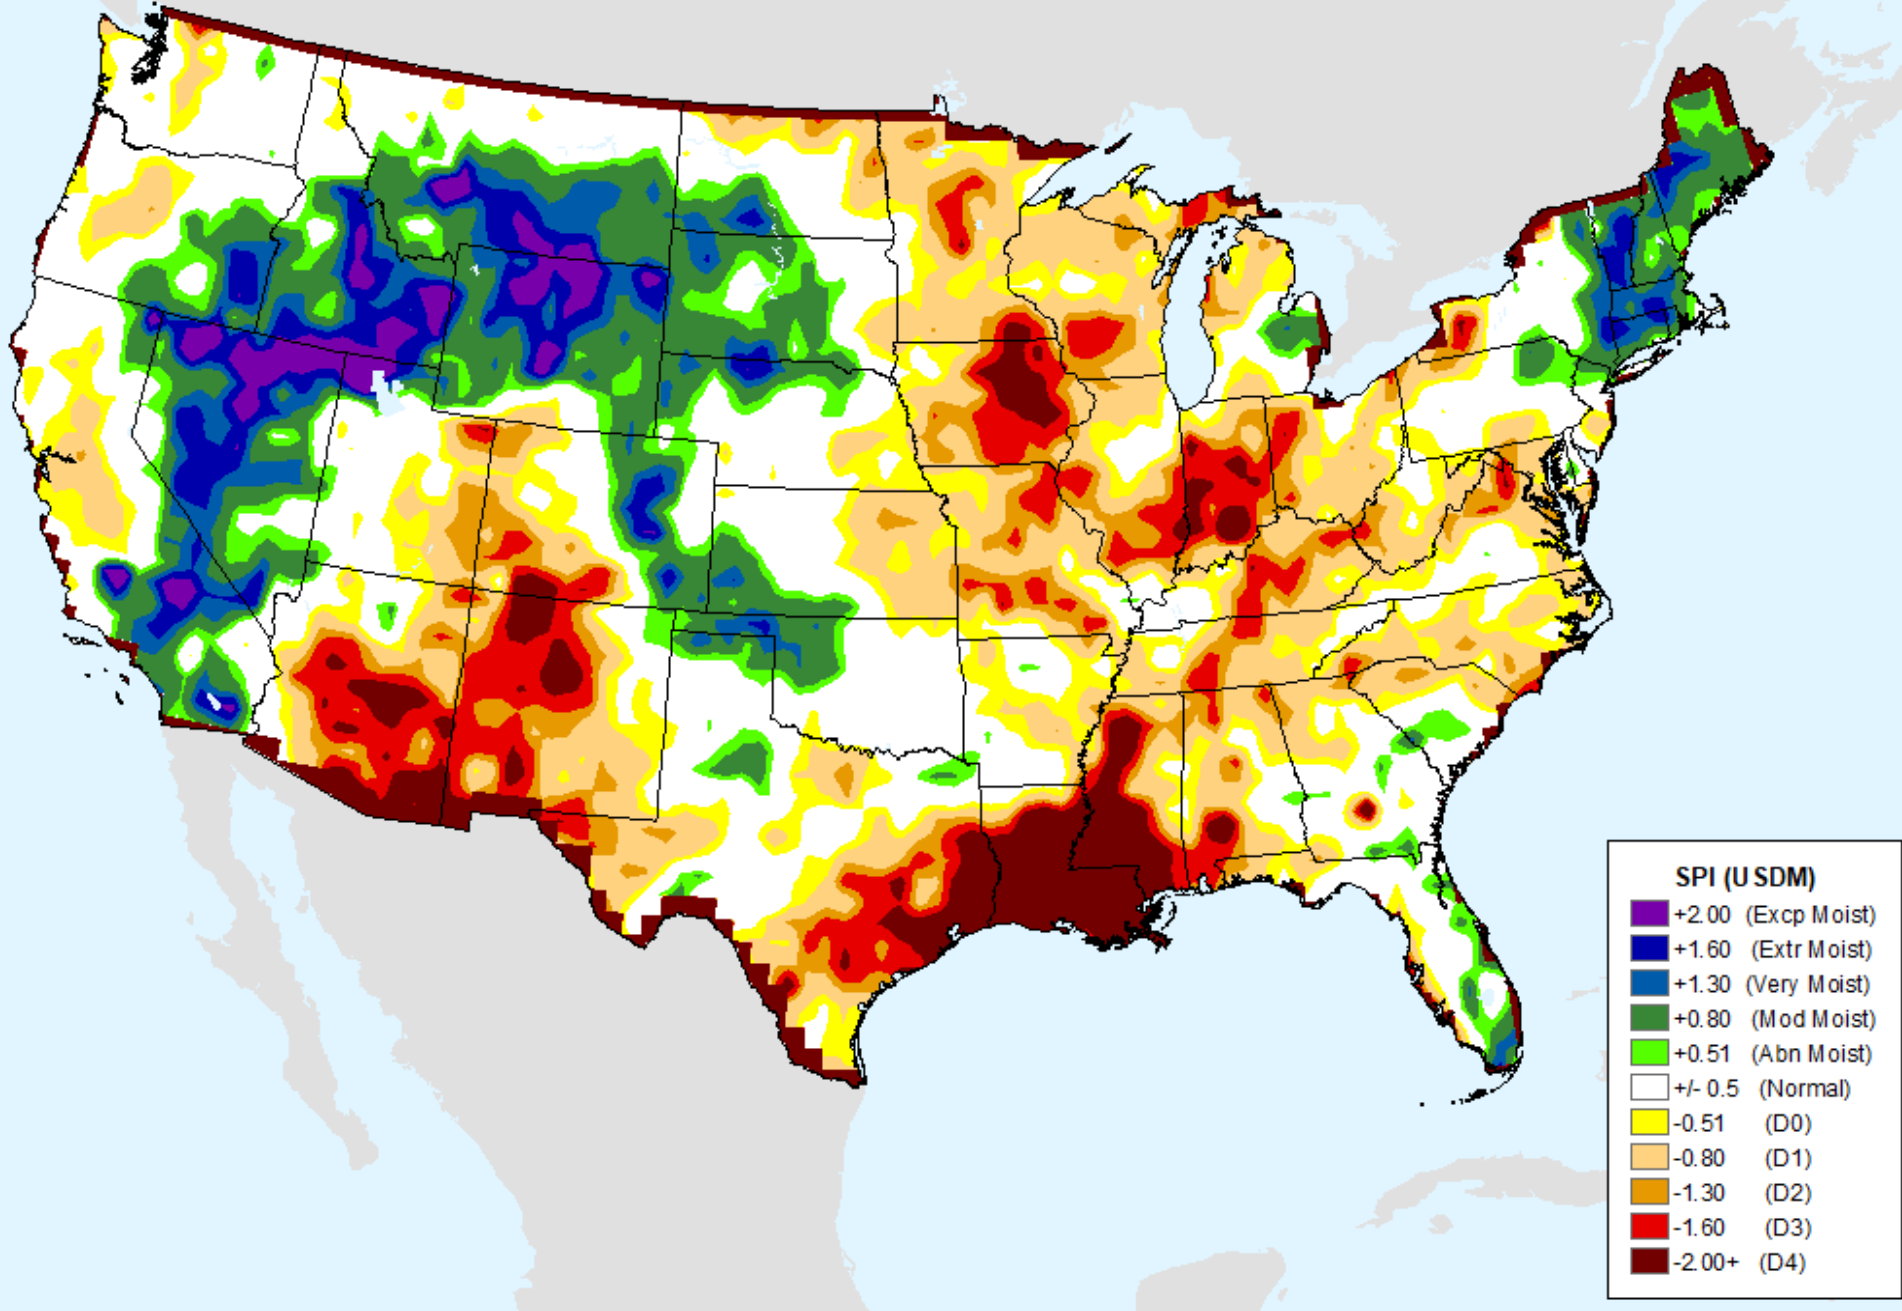 SPI (USDM)
+2.00 (Excp Moist)
+1.60 (Extr Moist)
+1.30 (Very Moist)
+0.80 (Mod Moist)
+0.51 (Abn Moist)
+/- 0.5 (Normal)
-0.51 (D0)
-0.80 (D1)
-1.30 (D2)
-1.60 (D3)
-2.00+ (D4)